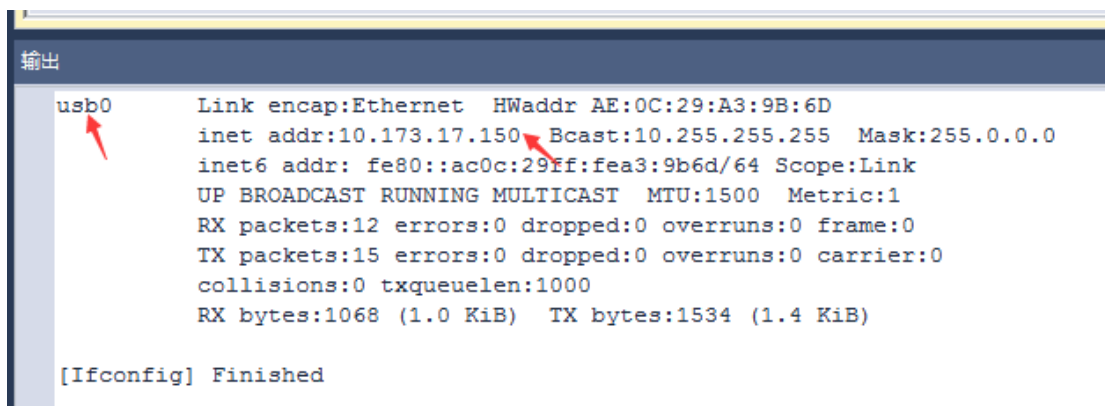 输出
usb0 Link encap:Ethernet HWaddr AE:0C:29:A3:9B:6D
inet addr:10.173.17.150 Bcast:10.255.255.255 Mask:255.0.0.0
inet6 addr: fe80::ac0c:29ff:fea3:9b6d/64 Scope:Link
UP BROADCAST RUNNING MULTICAST MTU:1500 Metric:1
RX packets:12 errors:0 dropped:0 overruns:0 frame:0
TX packets:15 errors:0 dropped:0 overruns:0 carrier:0
collisions:0 txqueuelen:1000
RX bytes:1068 (1.0 KiB) TX bytes:1534 (1.4 KiB)
[Ifconfig] Finished